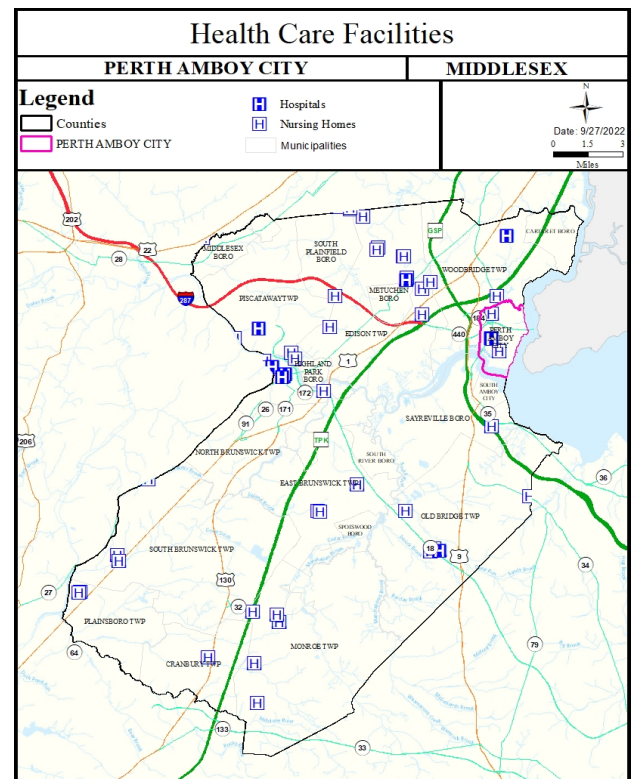 Health Care Facilities
PERTH AMBOY CITY
MIDDLESEX
Legend
Counties
PERTH AMBOY CITY
Hospitals
Nursing Homes
Municipalities
N
Date: 9/27/2022
0 1.5 3
Miles
202
22
28
MIDDLESEX
BORO
SOUTH
PLAINFIELD
BORO
GSP
CARTERET BORO
WOODBRIDGE TWP
METUCHEN
BORO
PISCATAWAY TWP
287
EDISON TWP
184
440
PERTH
AMBOY
CITY
1
HIGHLAND
PARK
BORO
172
SOUTH
AMBOY
CITY
26
171
91
SAYREVILLE BORO
35
206
TPK
NORTH BRUNSWICK TWP
SOUTH
RIVER BORO
36
EAST BRUNSWICK TWP
SPOTSWOOD
BORO
OLD BRIDGE TWP
SOUTH BRUNSWICK TWP
18
9
34
130
27
32
PLAINSBORO TWP
79
64
MONROE TWP
CRANBURY TWP
133
33